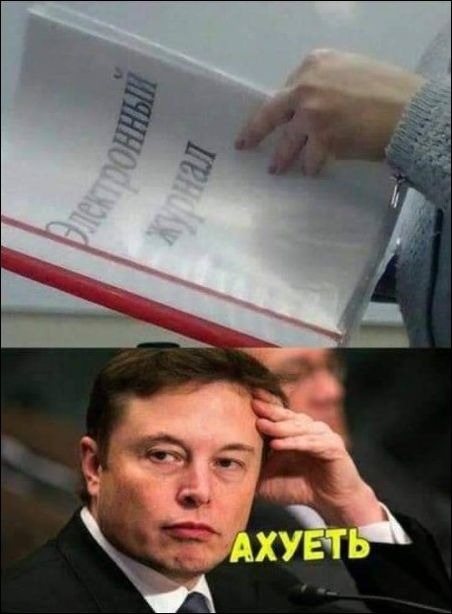 Электронный
журнал
АХУЕТЬ